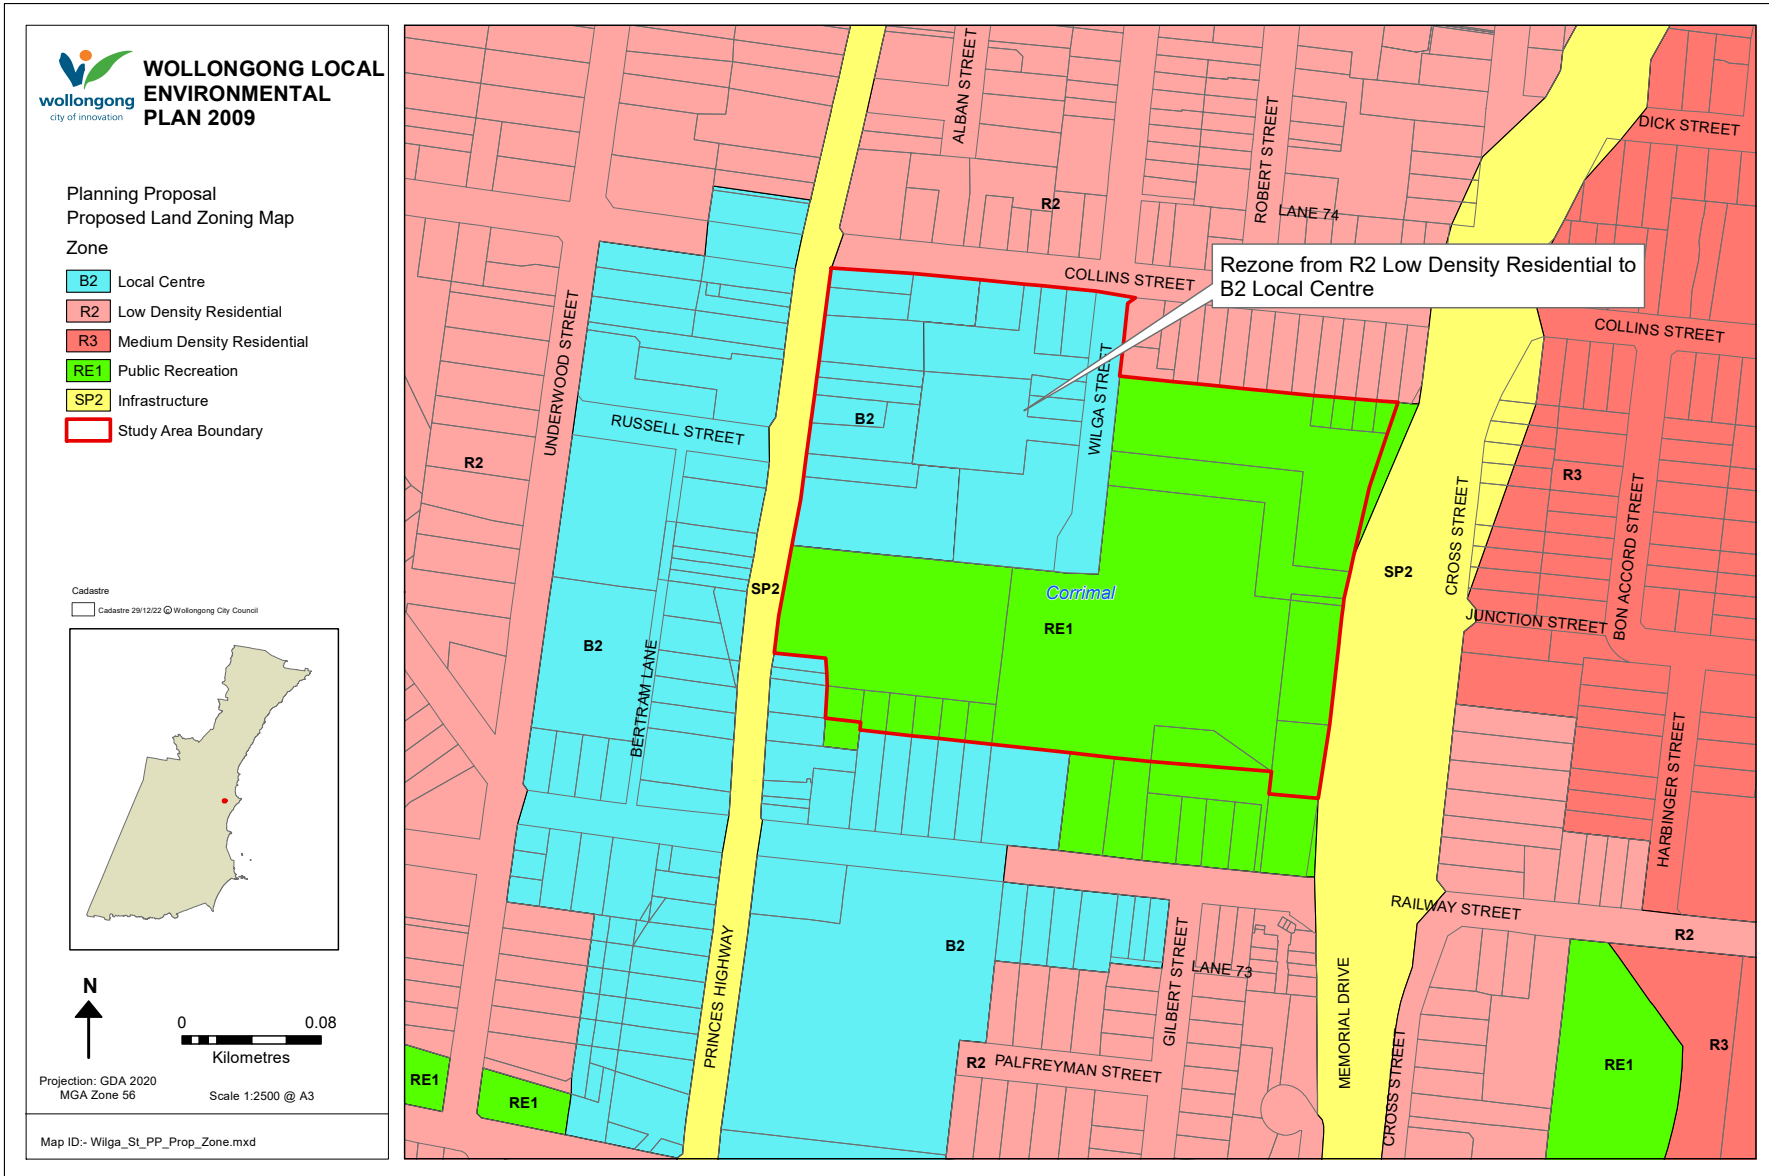 wollongong
city of innovation
WOLLONGONG LOCAL
ENVIRONMENTAL
PLAN 2009
Planning Proposal
Proposed Land Zoning Map
Zone
B2 Local Centre
R2 Low Density Residential
R3 Medium Density Residential
RE1 Public Recreation
SP2 Infrastructure
Study Area Boundary
Cadastre
Cadastre 29/12/22 © Wollongong City Council
N
0 0.08
Kilometres
Projection: GDA 2020
MGA Zone 56
Scale 1:2500 @ A3
Map ID:- Wilga_St_PP_Prop_Zone.mxd
ALBAN STREET
ROBERT STREET
DICK STREET
R2
LANE 74
COLLINS STREET
Rezone from R2 Low Density Residential to
B2 Local Centre
COLLINS STREET
UNDERWOOD STREET
WILGA STREET
RUSSELL STREET
B2
R2
R3
CROSS STREET
BON ACCORD STREET
SP2
SP2
Corrimal
RE1
JUNCTION STREET
B2
BERTRAM LANE
HARBINGER STREET
RAILWAY STREET
R2
B2
PRINCES HIGHWAY
GILBERT STREET
LANE 73
MEMORIAL DRIVE
CROSS STREET
R2
PALFREYMAN STREET
R3
RE1
RE1
RE1